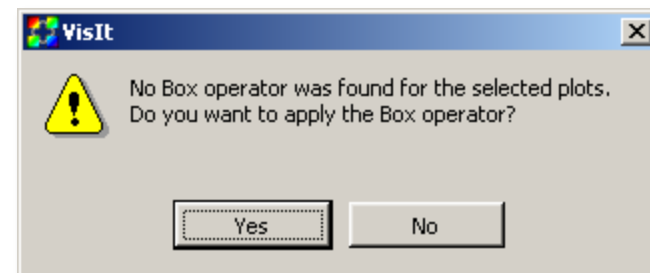 VisIt
No Box operator was found for the selected plots.
Do you want to apply the Box operator?
Yes No